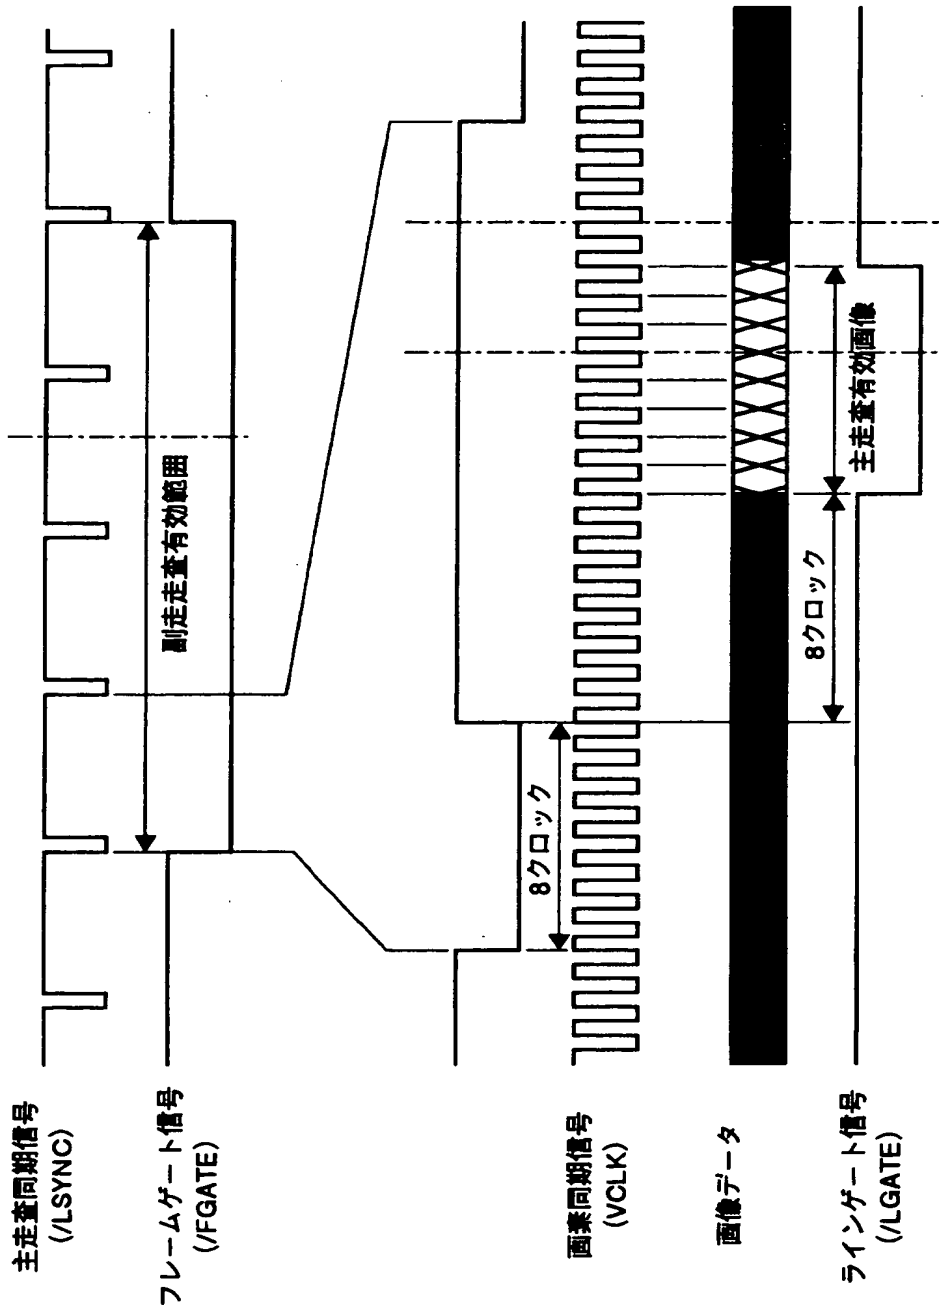 主走査同期信号
(/LSYNC)
フレームゲート信号
(/FGATE)
副走走査有効範囲
8クロック
画素同期信号
(VCLK)
画像データ
8クロック
主走査有効画像
ラインゲート信号
(/LGATE)